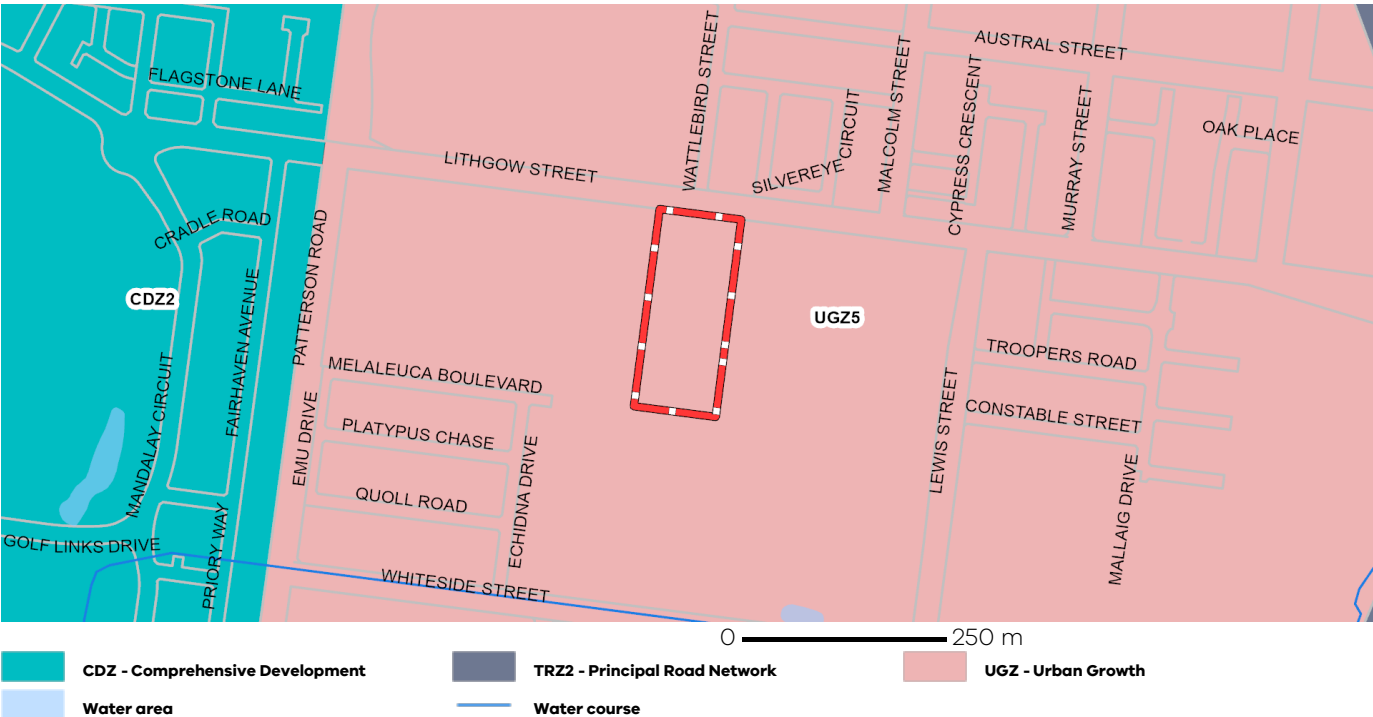 AUSTRAL STREET
FLAGSTONE LANE
WATTLEBIRD STREET
CIRCUIT
MALCOLM STREET
CYPRESS CRESCENT
MURRAY STREET
OAK PLACE
LITHGOW STREET
SILVEREYE
CRADLE ROAD
PATTERSON ROAD
FAIRHAVEN AVENUE
CDZ2
UGZ5
MANDALAY CIRCUIT
MELALEUCA BOULEVARD
TROOPERS ROAD
EMU DRIVE
PLATYPUS CHASE
LEWIS STREET
CONSTABLE STREET
QUOLL ROAD
ECHIDNA DRIVE
MALLAIG DRIVE
GOLF LINKS DRIVE
PRIORY WAY
WHITESIDE STREET
0 250 m
CDZ - Comprehensive Development
TRZ2 - Principal Road Network
UGZ - Urban Growth
Water area
Water course